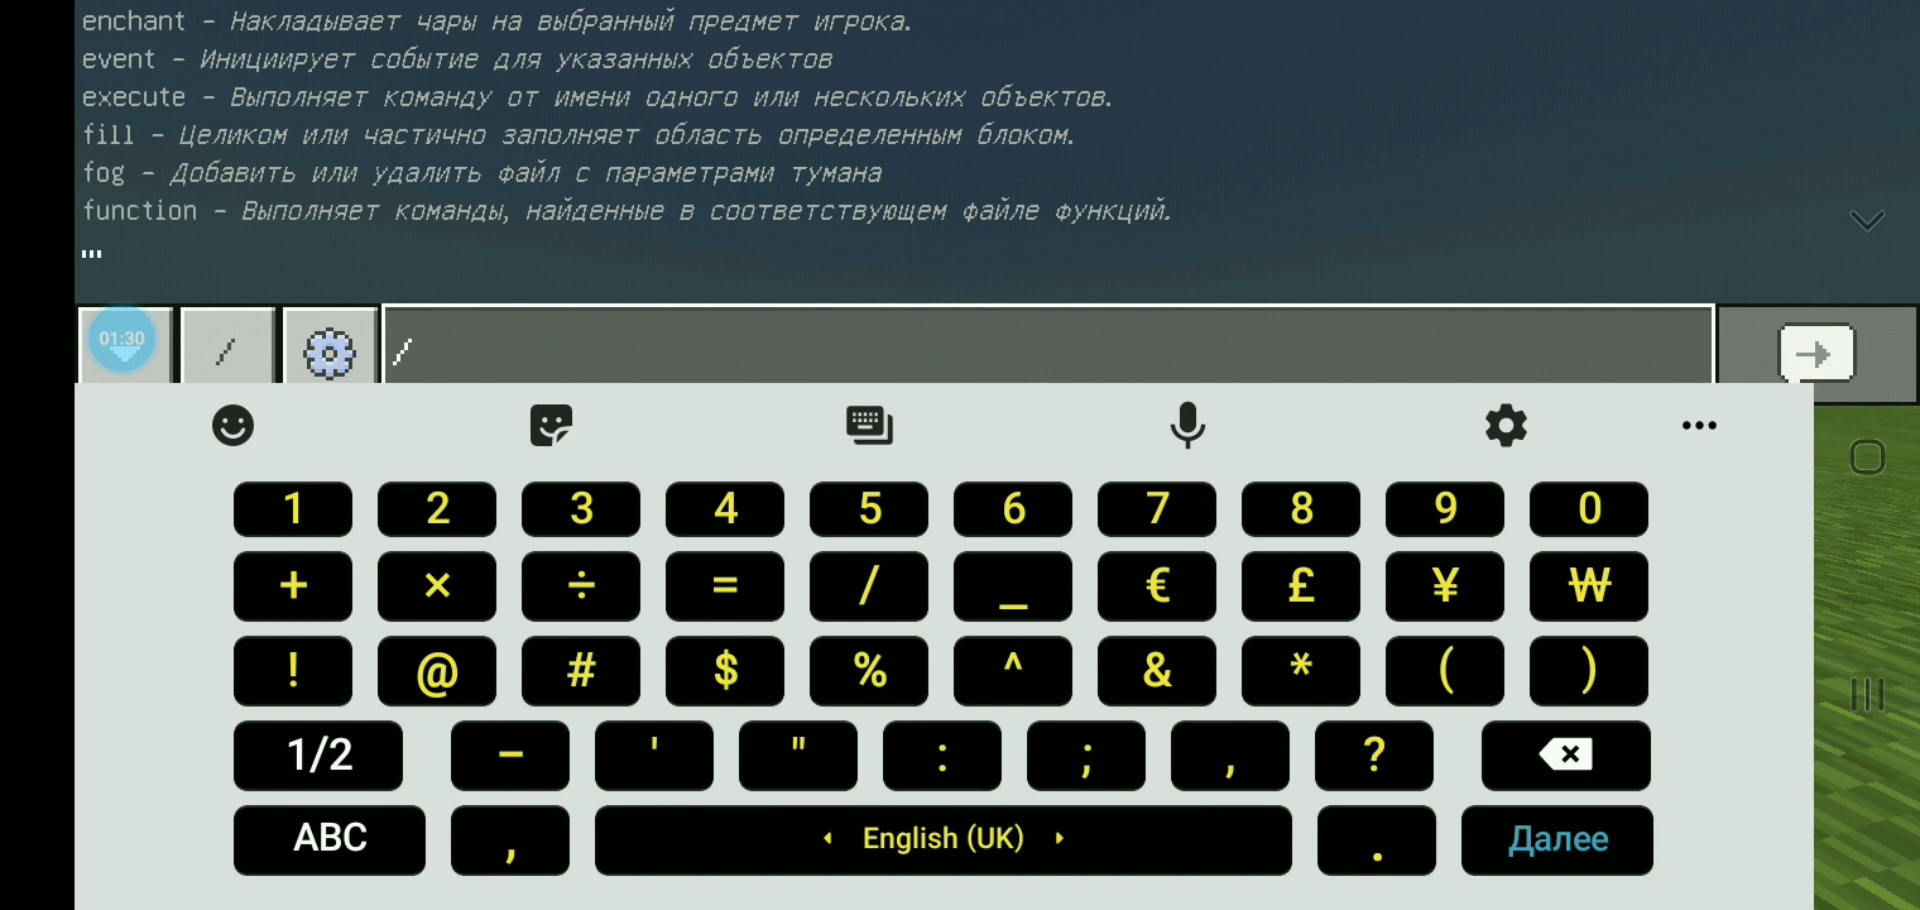 enchant – Накладывает чары на выбранный предмет игрока.
event – Инициирует событие для указанных объектов
execute – Выполняет команду от имени одного или нескольких объектов.
fill – Целиком или частично заполняет область определенным блоком.
fog – Добавить или удалить файл с параметрами тумана
function – Выполняет команды, найденные в соответствующем файле функций.
...
01:30 / /
1 2 3 4 5 6 7 8 9 0
+ × ÷ = / _ € £ ¥ ₩
! @ # $ % ^ & * ( )
1/2 - ' " : ; , ?
ABC , English (UK) . Далее